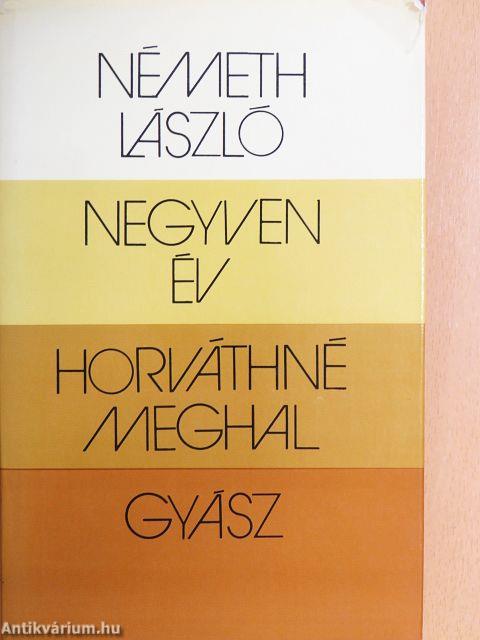 NÉMETH
LÁSZLÓ
NEGYVEN
ÉV
HORVÁTHNÉ
MEGHAL
GYÁSZ
Antikvárium.hu